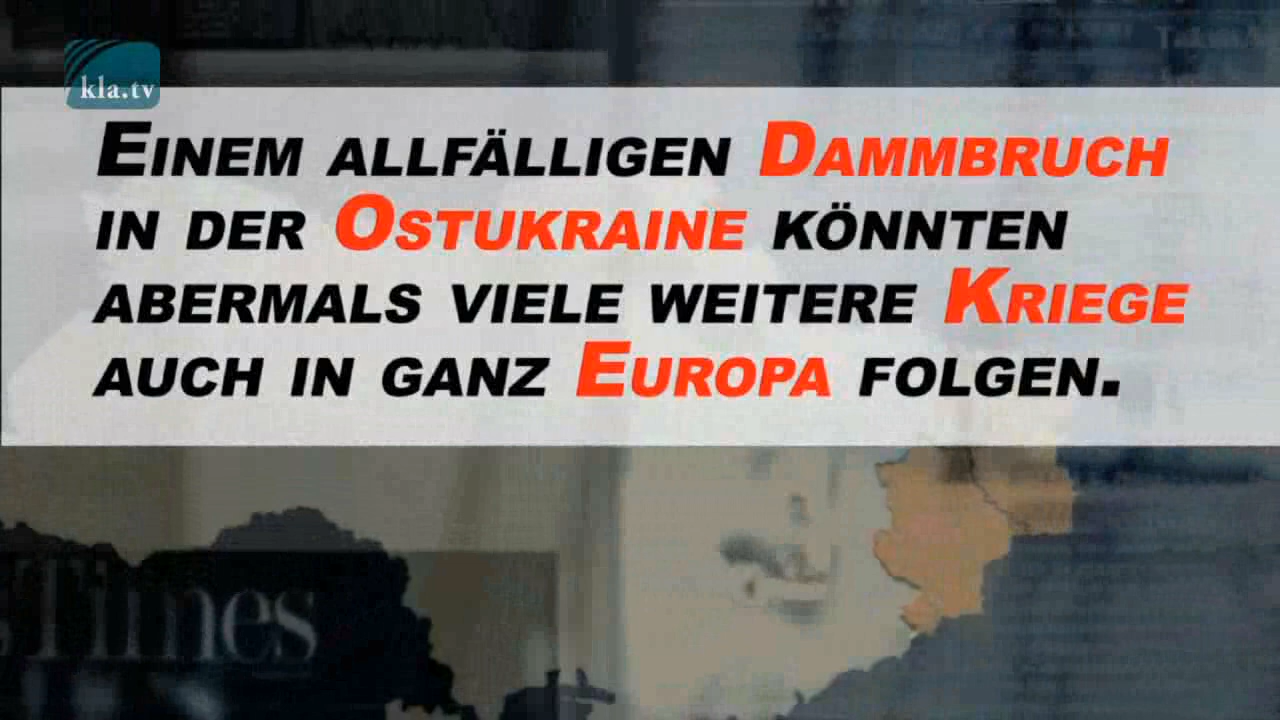 kla.tv
EINEM ALLFÄLLIGEN DAMMBRUCH
IN DER OSTUKRAINE KÖNNTEN
ABERMALS VIELE WEITERE KRIEGE
AUCH IN GANZ EUROPA FOLGEN.
Times